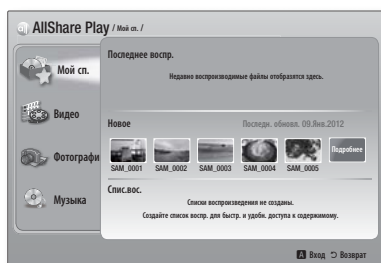 AllShare Play / Мой сп. /
Мой сп.
Видео
Фотографи
Музыка
Последнее воспр.
Недавно воспроизводимые файлы отобразятся здесь.
Новое
Последн. обновл. 09.Янв.2012
SAM_0001 SAM_0002 SAM_0003 SAM_0004 SAM_0005 Подробнее
Спис.вос.
Списки воспроизведения не созданы.
Создайте список воспр. для быстр. и удобн. доступа к содержимому.
A Вход Возврат